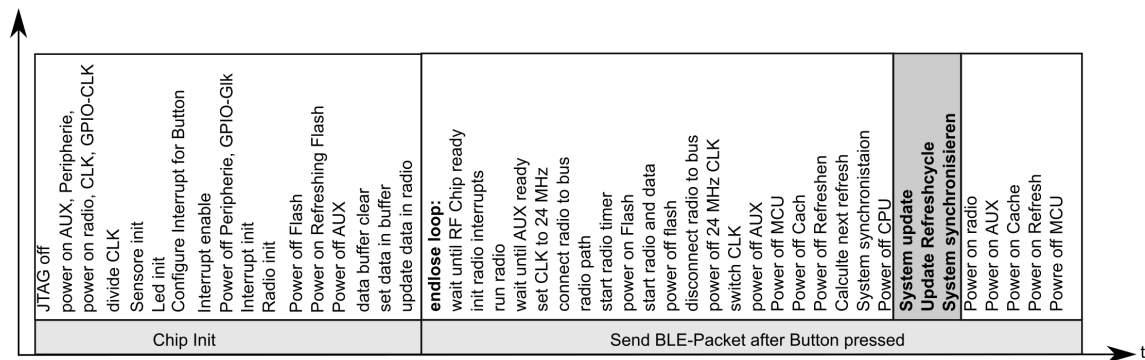 JTAG off
power on AUX, Peripherie,
power on radio, CLK, GPIO-CLK
divide CLK
Sensore init
Led init
Configure Interrupt for Button
Interrupt enable
Power off Peripherie, GPIO-Glk
Interrupt init
Radio init
Power off Flash
Power on Refreshing Flash
Power off AUX
data buffer clear
set data in buffer
update data in radio
endlose loop:
wait until RF Chip ready
init radio interrupts
run radio
wait until AUX ready
set CLK to 24 MHz
connect radio to bus
radio path
start radio timer
power on Flash
start radio and data
power off flash
disconnect radio to bus
power off 24 MHz CLK
switch CLK
power off AUX
Power off MCU
Power off Cach
Power off Refreshen
Calculte next refresh
System synchronistaion
Power off CPU
System update
Update Refreshcycle
System synchronisieren
Power on radio
Power on AUX
Power on Cache
Power on Refresh
Powre off MCU
Chip Init
Send BLE-Packet after Button pressed
t